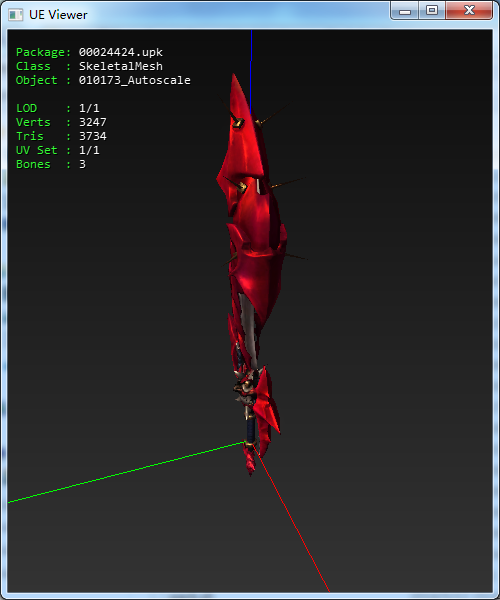 UE Viewer
Package: 00024424.upk
Class : SkeletalMesh
Object : 010173_Autoscale
LOD : 1/1
Verts : 3247
Tris : 3734
UV Set : 1/1
Bones : 3